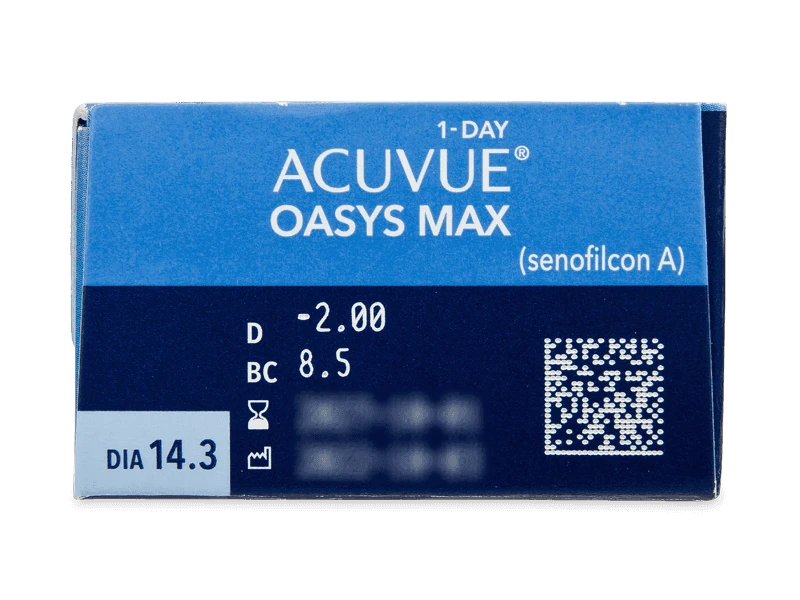 1-DAY
ACUVUE®
OASYS MAX
(senofilcon A)
D -2.00
BC 8.5
DIA 14.3